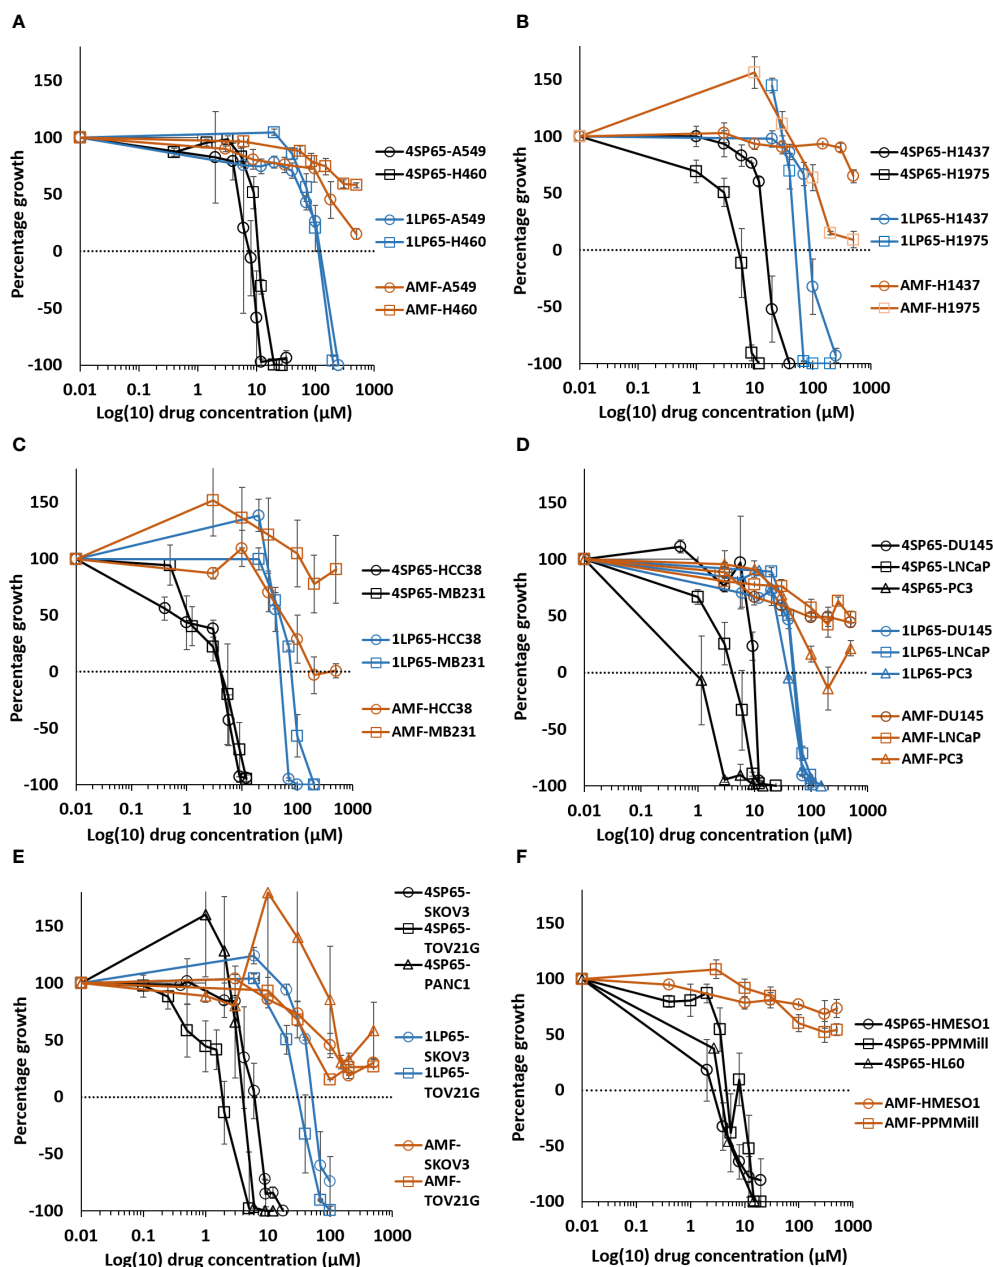 A
Percentage growth
150
100
50
0
-50
-100
0.01
0.1
1
10
100
1000
Log(10) drug concentration (µM)
4SP65-A549
4SP65-H460
1LP65-A549
1LP65-H460
AMF-A549
AMF-H460
B
Percentage growth
150
100
50
0
-50
-100
0.01
0.1
1
10
100
1000
Log(10) drug concentration (µM)
4SP65-H1437
4SP65-H1975
1LP65-H1437
1LP65-H1975
AMF-H1437
AMF-H1975
C
Percentage growth
150
100
50
0
-50
-100
0.01
0.1
1
10
100
1000
Log(10) drug concentration (µM)
4SP65-HCC38
4SP65-MB231
1LP65-HCC38
1LP65-MB231
AMF-HCC38
AMF-MB231
D
Percentage growth
150
100
50
0
-50
-100
0.01
0.1
1
10
100
1000
Log(10) drug concentration (µM)
4SP65-DU145
4SP65-LNCaP
4SP65-PC3
1LP65-DU145
1LP65-LNCaP
1LP65-PC3
AMF-DU145
AMF-LNCaP
AMF-PC3
E
Percentage growth
150
100
50
0
-50
-100
0.01
0.1
1
10
100
1000
Log(10) drug concentration (µM)
4SP65-
SKOV3
4SP65-
TOV21G
4SP65-
PANC1
1LP65-
SKOV3
1LP65-
TOV21G
AMF-
SKOV3
AMF-
TOV21G
F
Percentage growth
150
100
50
0
-50
-100
0.01
0.1
1
10
100
1000
Log(10) drug concentration (µM)
4SP65-HMESO1
4SP65-PPMMill
4SP65-HL60
AMF-HMESO1
AMF-PPMMill